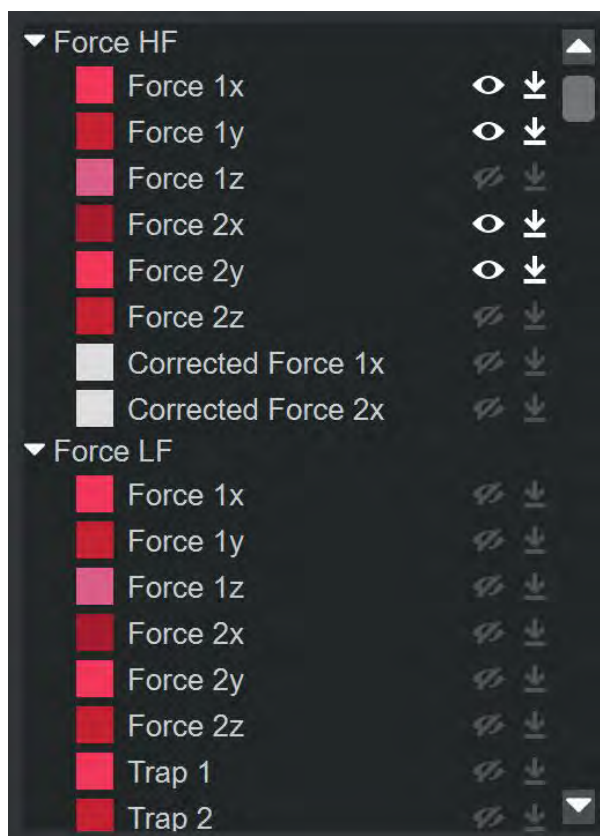 Force HF
Force 1x
Force 1y
Force 1z
Force 2x
Force 2y
Force 2z
Corrected Force 1x
Corrected Force 2x
Force LF
Force 1x
Force 1y
Force 1z
Force 2x
Force 2y
Force 2z
Trap 1
Trap 2